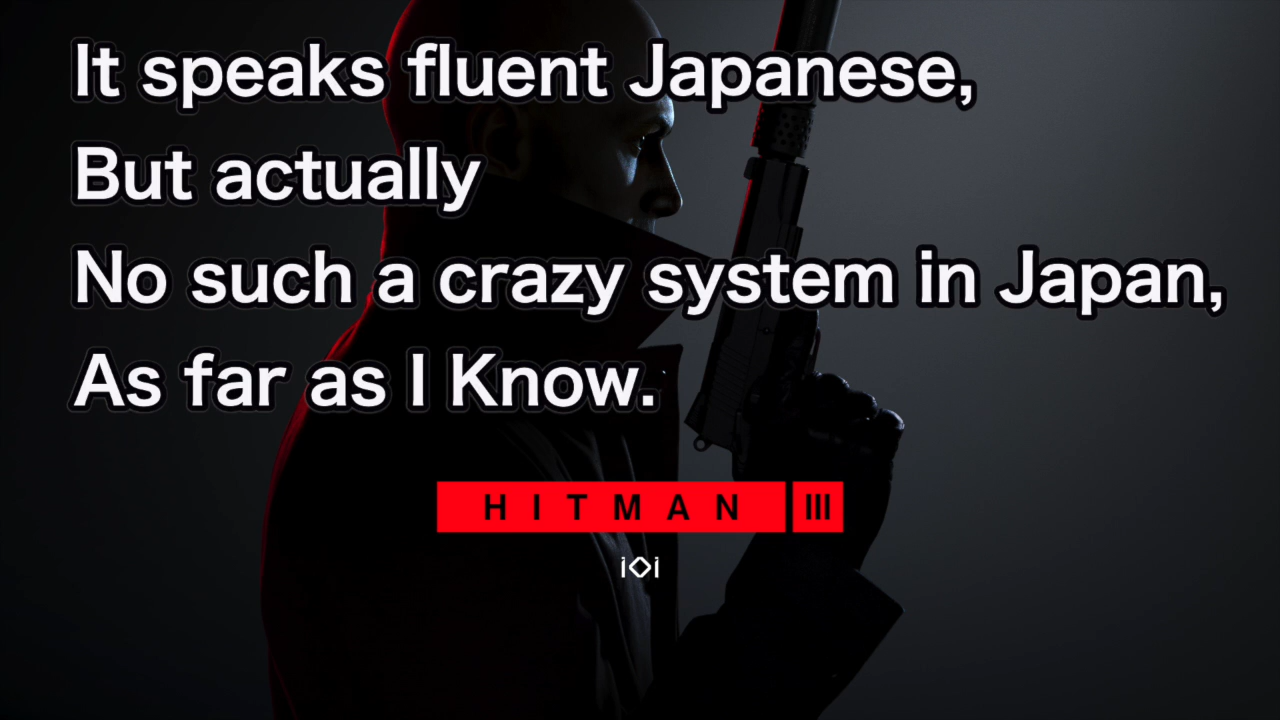 It speaks fluent Japanese,
But actually
No such a crazy system in Japan,
As far as I Know.
HITMAN III
iOi